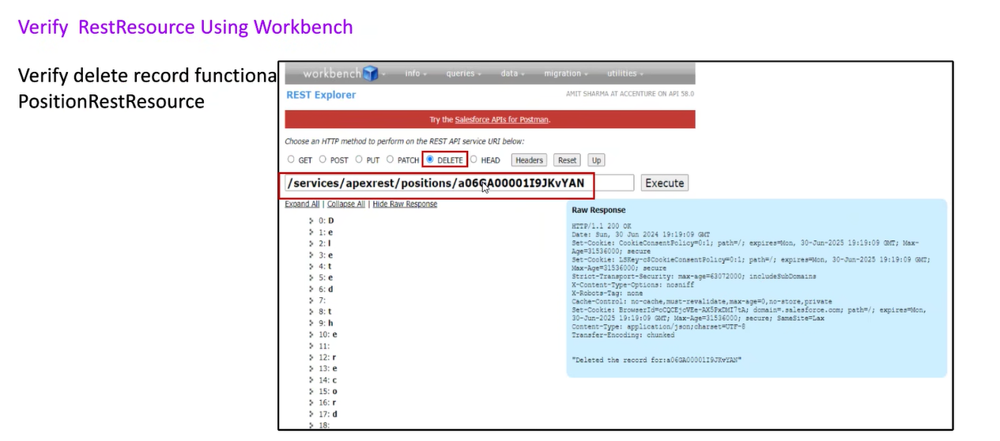 Verify  RestResource Using Workbench
Verify delete record functiona
PositionRestResource
workbench
info
queries
data
migration
utilities
REST Explorer
AMIT SHARMA AT ACCENTURE ON API 58.0
Try the Salesforce APIs for Postman.
Choose an HTTP method to perform on the REST API service URI below:
GET POST PUT PATCH DELETE HEAD Headers Reset Up
/services/apexrest/positions/a06GA00001I9JKvYAN Execute
Expand All | Collapse All | Hide Raw Response
0: D
1: e
2: l
3: e
4: t
5: e
6: d
7:
8: t
9: h
10: e
11:
12: r
13: e
14: c
15: o
16: r
17: d
18:
Raw Response
HTTP/1.1 200 OK
Date: Sun, 30 Jun 2024 19:19:09 GMT
Set-Cookie: CookieConsentPolicy=0:1; path=/; expires=Mon, 30-Jun-2025 19:19:09 GMT; Max-
Age=31536000; secure
Set-Cookie: LSKey-c$CookieConsentPolicy=0:1; path=/; expires=Mon, 30-Jun-2025 19:19:09 GMT;
Max-Age=31536000; secure
Strict-Transport-Security: max-age=63072000; includeSubDomains
X-Content-Type-Options: nosniff
X-Robots-Tag: none
Cache-Control: no-cache,must-revalidate,max-age=0,no-store,private
Set-Cookie: domain=.salesforce.com; path=/; expires=Mon,
30-Jun-2025 19:19:09 GMT; Max-Age=31536000; secure; SameSite=Lax
Content-Type: application/json;charset=UTF-8
Transfer-Encoding: chunked
"Deleted the record for:a06GA00001I9JKvYAN"